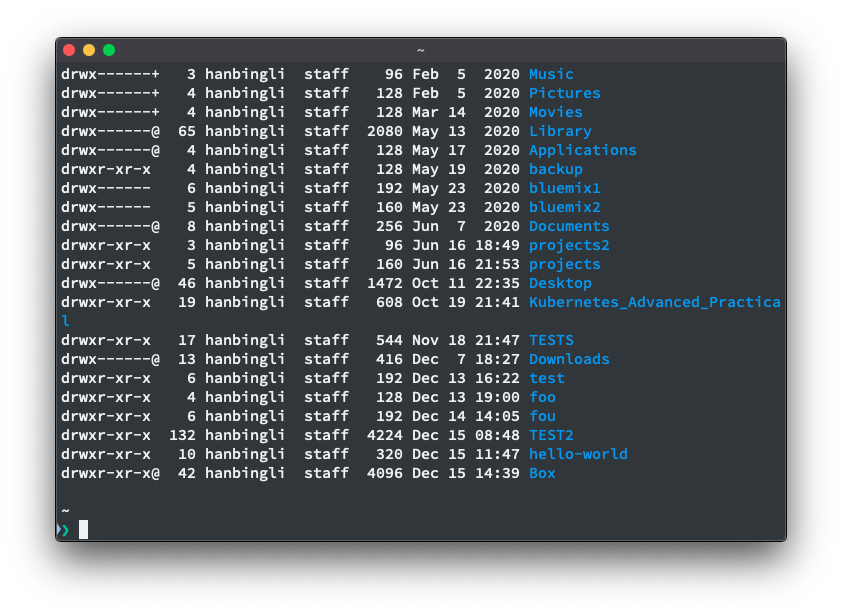 ~
drwx------+   3 hanbingli  staff    96 Feb  5  2020 Music
drwx------+   4 hanbingli  staff   128 Feb  5  2020 Pictures
drwx------+   4 hanbingli  staff   128 Mar 14  2020 Movies
drwx------@  65 hanbingli  staff  2080 May 13  2020 Library
drwx------@   4 hanbingli  staff   128 May 17  2020 Applications
drwxr-xr-x    4 hanbingli  staff   128 May 19  2020 backup
drwx------    6 hanbingli  staff   192 May 23  2020 bluemix1
drwx------    5 hanbingli  staff   160 May 23  2020 bluemix2
drwx------@   8 hanbingli  staff   256 Jun  7  2020 Documents
drwxr-xr-x    3 hanbingli  staff    96 Jun 16 18:49 projects2
drwxr-xr-x    5 hanbingli  staff   160 Jun 16 21:53 projects
drwx------@  46 hanbingli  staff  1472 Oct 11 22:35 Desktop
drwxr-xr-x   19 hanbingli  staff   608 Oct 19 21:41 Kubernetes_Advanced_Practica
l
drwxr-xr-x   17 hanbingli  staff   544 Nov 18 21:47 TESTS
drwx------@  13 hanbingli  staff   416 Dec  7 18:27 Downloads
drwxr-xr-x    6 hanbingli  staff   192 Dec 13 16:22 test
drwxr-xr-x    4 hanbingli  staff   128 Dec 13 19:00 foo
drwxr-xr-x    6 hanbingli  staff   192 Dec 14 14:05 fou
drwxr-xr-x  132 hanbingli  staff  4224 Dec 15 08:48 TEST2
drwxr-xr-x   10 hanbingli  staff   320 Dec 15 11:47 hello-world
drwxr-xr-x@  42 hanbingli  staff  4096 Dec 15 14:39 Box
~
❯